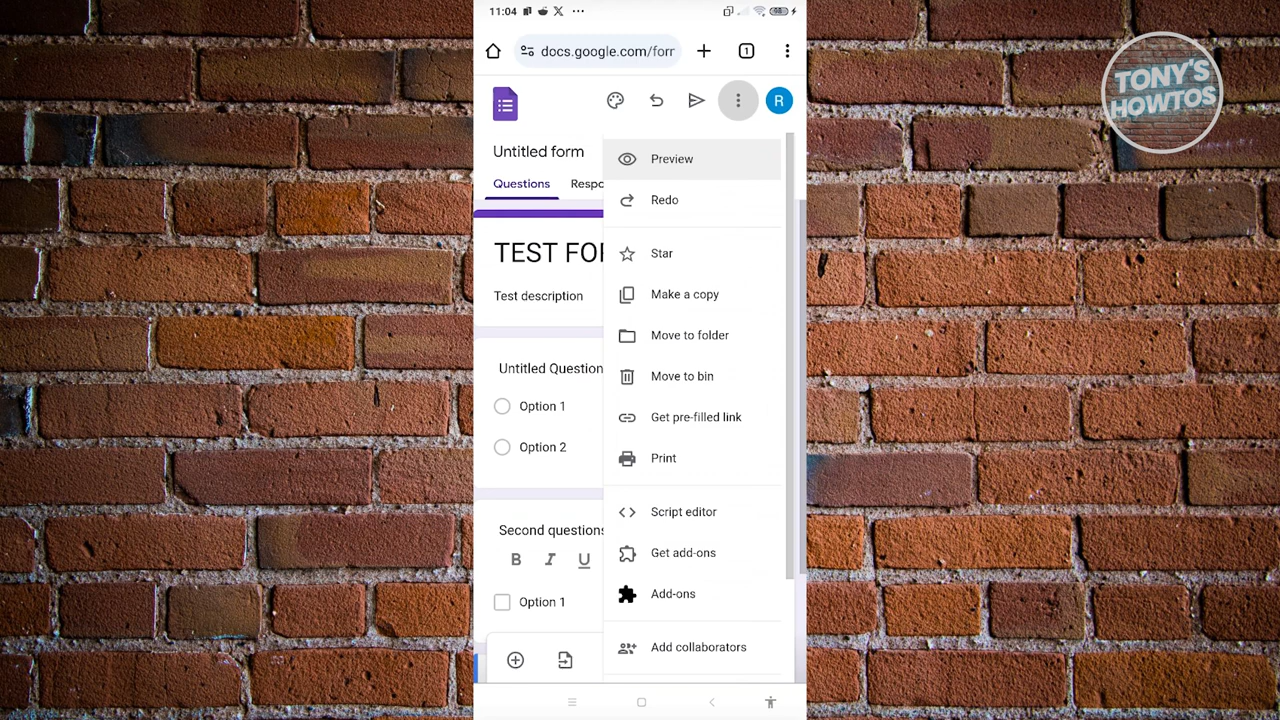 11:04
TONY'S
HOWTOS
docs.google.com/forr
1
R
Untitled form
Questions
Respo
TEST FO
Test description
Untitled Question
Option 1
Option 2
Second questions
B I U
Option 1
Preview
Redo
Star
Make a copy
Move to folder
Move to bin
Get pre-filled link
Print
Script editor
Get add-ons
Add-ons
Add collaborators